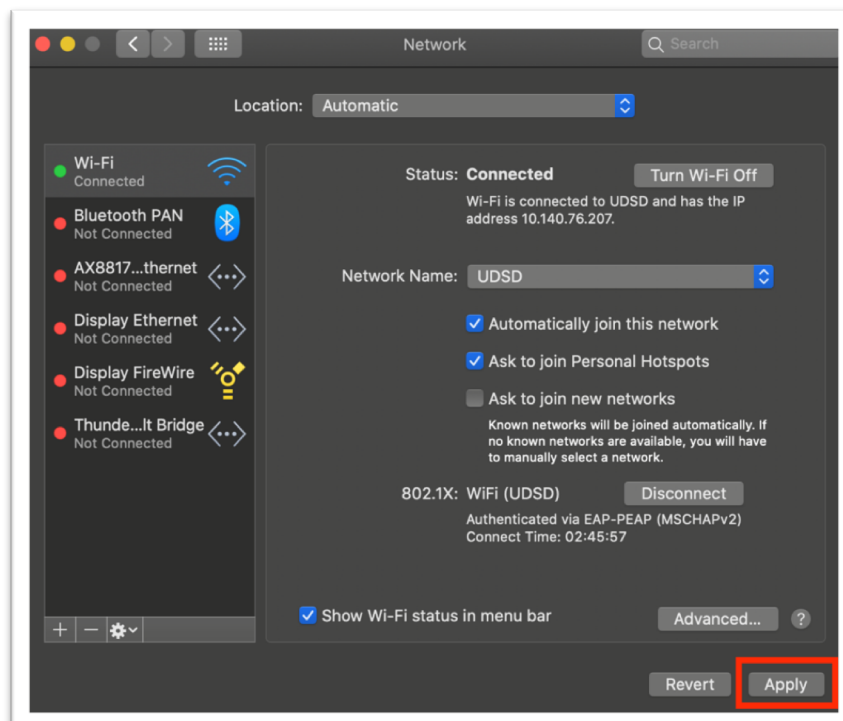 Network
Search
Location: Automatic
Wi-Fi
Connected
Bluetooth PAN
Not Connected
AX8817...thernet
Not Connected
Display Ethernet
Not Connected
Display FireWire
Not Connected
Thunde...lt Bridge
Not Connected
Status: Connected
Turn Wi-Fi Off
Wi-Fi is connected to UDSD and has the IP
address 10.140.76.207.
Network Name: UDSD
Automatically join this network
Ask to join Personal Hotspots
Ask to join new networks
Known networks will be joined automatically. If
no known networks are available, you will have
to manually select a network.
802.1X: WiFi (UDSD)
Disconnect
Authenticated via EAP-PEAP (MSCHAPv2)
Connect Time: 02:45:57
Show Wi-Fi status in menu bar
Advanced...
?
Revert
Apply